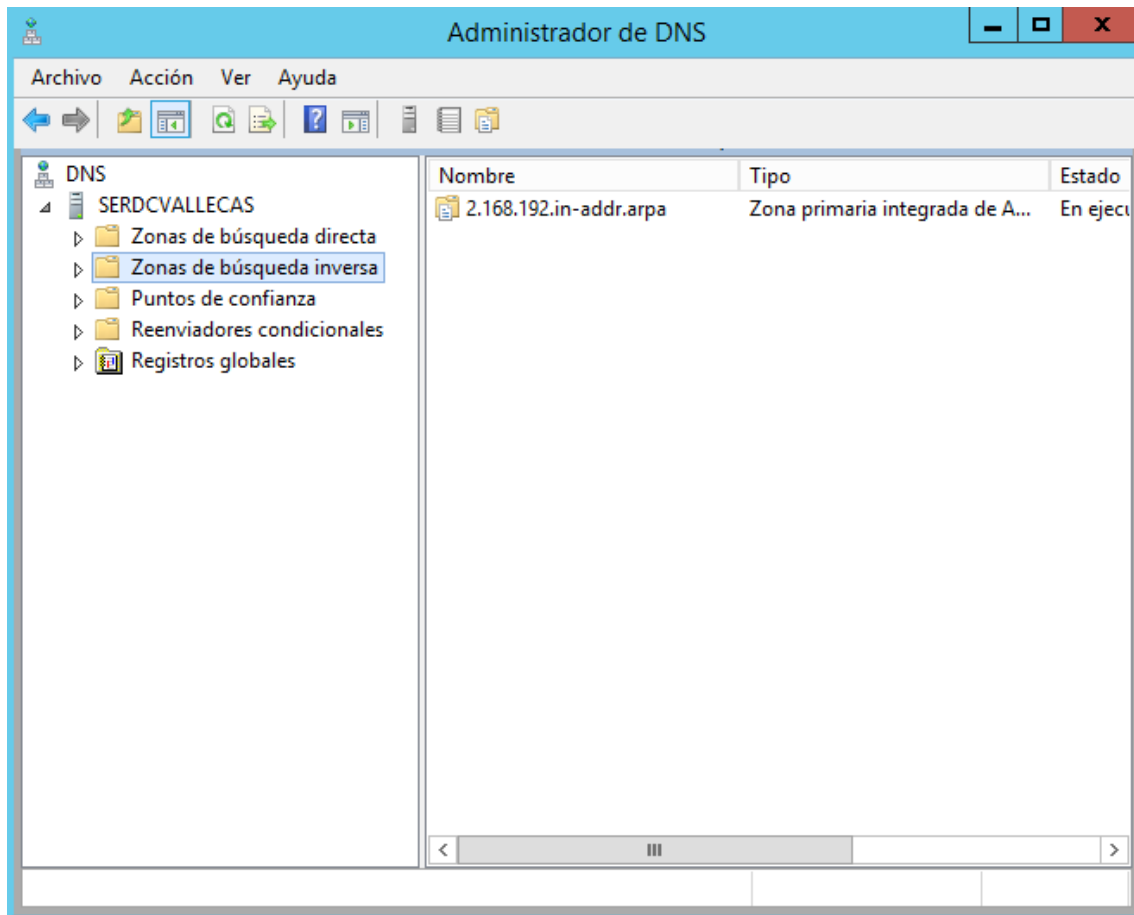 Administrador de DNS
Archivo Acción Ver Ayuda
DNS
SERDCVALLECAS
Zonas de búsqueda directa
Zonas de búsqueda inversa
Puntos de confianza
Reenviadores condicionales
Registros globales
Nombre Tipo Estado
2.168.192.in-addr.arpa Zona primaria integrada de A... En ejecu